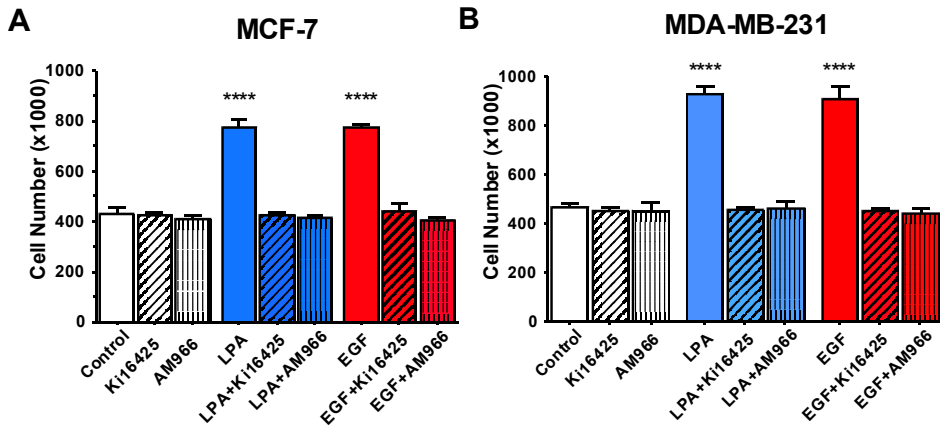 A
MCF-7
Cell Number (x1000)
1000
800
600
400
200
0
****
****
Control
Ki16425
AM966
LPA
LPA+Ki16425
LPA+AM966
EGF
EGF+Ki16425
EGF+AM966
B
MDA-MB-231
Cell Number (x1000)
1000
800
600
400
200
0
****
****
Control
Ki16425
AM966
LPA
LPA+Ki16425
LPA+AM966
EGF
EGF+Ki16425
EGF+AM966